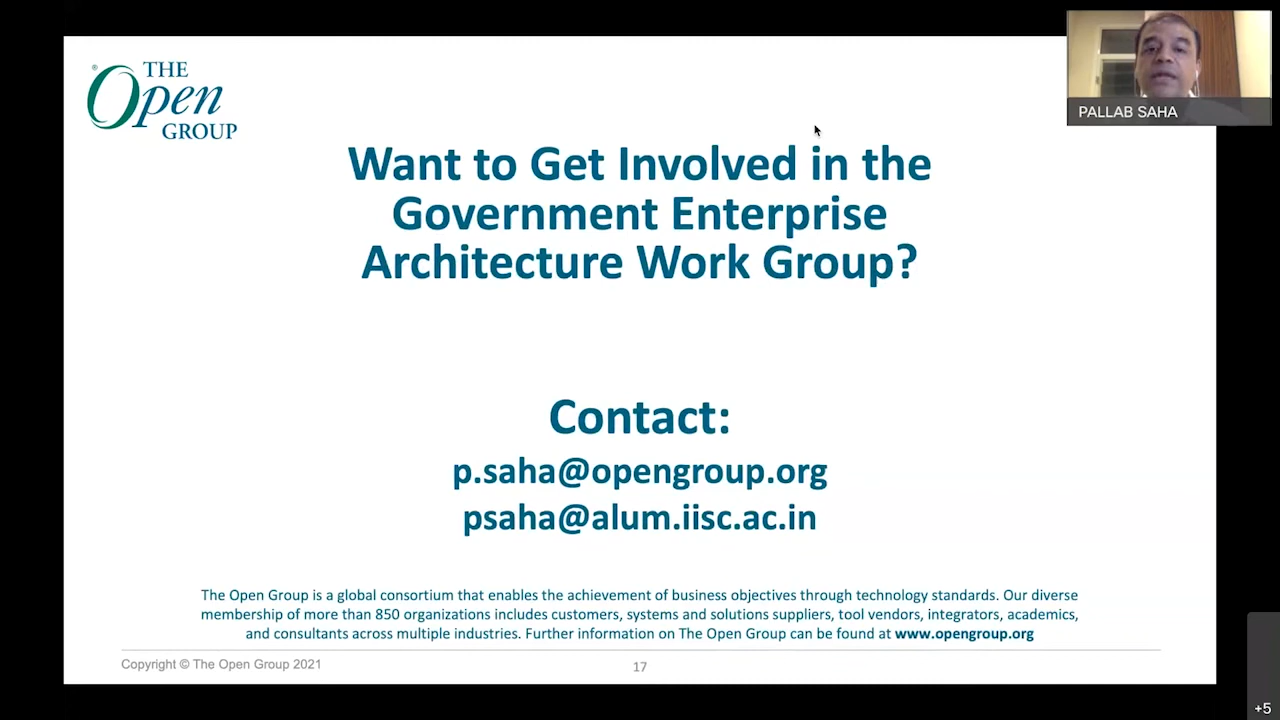 ® THE
Open
GROUP
PALLAB SAHA
Want to Get Involved in the
Government Enterprise
Architecture Work Group?
Contact:
p.saha@opengroup.org
psaha@alum.iisc.ac.in
The Open Group is a global consortium that enables the achievement of business objectives through technology standards. Our diverse
membership of more than 850 organizations includes customers, systems and solutions suppliers, tool vendors, integrators, academics,
and consultants across multiple industries. Further information on The Open Group can be found at www.opengroup.org
Copyright © The Open Group 2021
17
+5